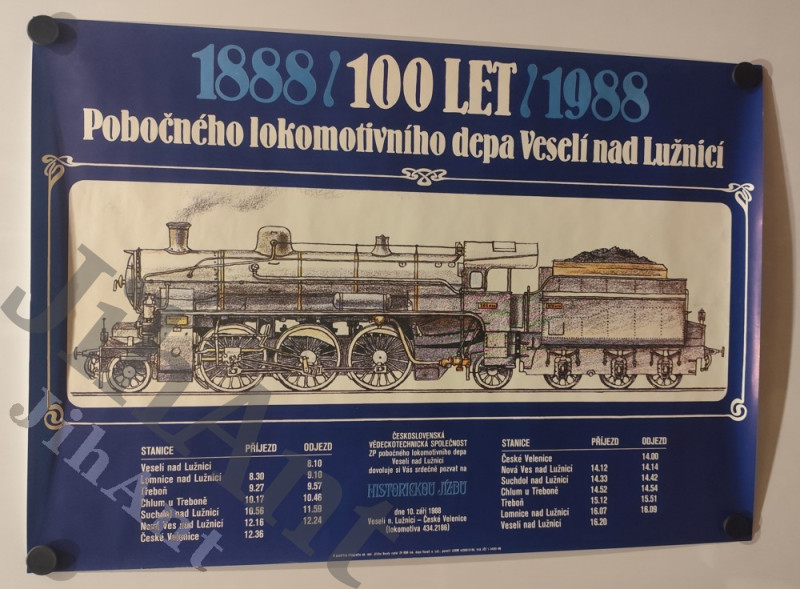 1888 / 100 LET / 1988
Pobočného lokomotivního depa Veselí nad Lužnicí
STANICE PŘÍJEZD ODJEZD
Veselí nad Lužnicí 8.10
Lomnice nad Lužnicí 8.30 9.10
Třeboň 9.27 9.57
Chlum u Třeboně 10.17 10.46
Suchdol nad Lužnicí 10.56 11.59
Nová Ves nad Lužnicí 12.16 12.24
České Velenice 12.36
ČESKOSLOVENSKÁ
VĚDECKOTECHNICKÁ SPOLEČNOST
ZP pobočného lokomotivního depa
Veselí nad Lužnicí
dovoluje si Vás srdečně pozvat na
HISTORICKOU JÍZDU
dne 10. září 1988
Veselí n. Lužnicí – České Velenice
(lokomotiva 434.2186)
STANICE PŘÍJEZD ODJEZD
České Velenice 14.00
Nová Ves nad Lužnicí 14.12 14.14
Suchdol nad Lužnicí 14.33 14.42
Chlum u Třeboně 14.52 14.54
Třeboň 15.12 15.51
Lomnice nad Lužnicí 16.07 16.09
Veselí nad Lužnicí 16.20
JihAnt
JihAnt